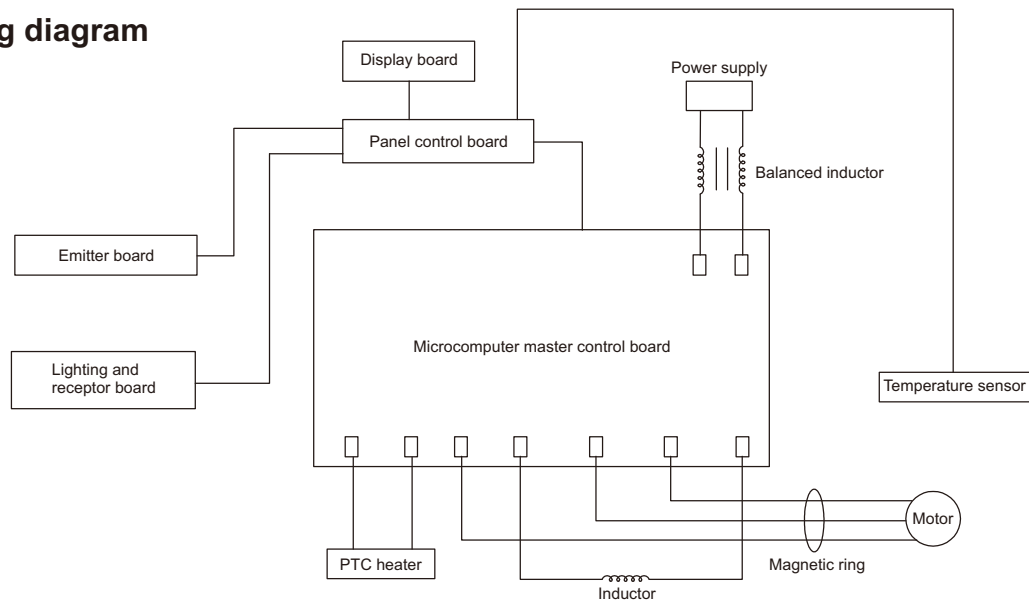 g diagram
Display board
Power supply
Panel control board
Balanced inductor
Emitter board
Microcomputer master control board
Lighting and
receptor board
Temperature sensor
Motor
PTC heater
Magnetic ring
Inductor